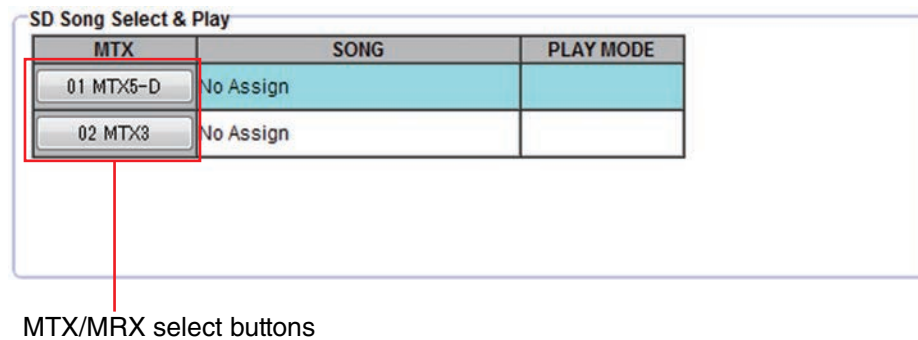 SD Song Select & Play
MTX SONG PLAY MODE
01 MTX5-D No Assign
02 MTX3 No Assign
MTX/MRX select buttons